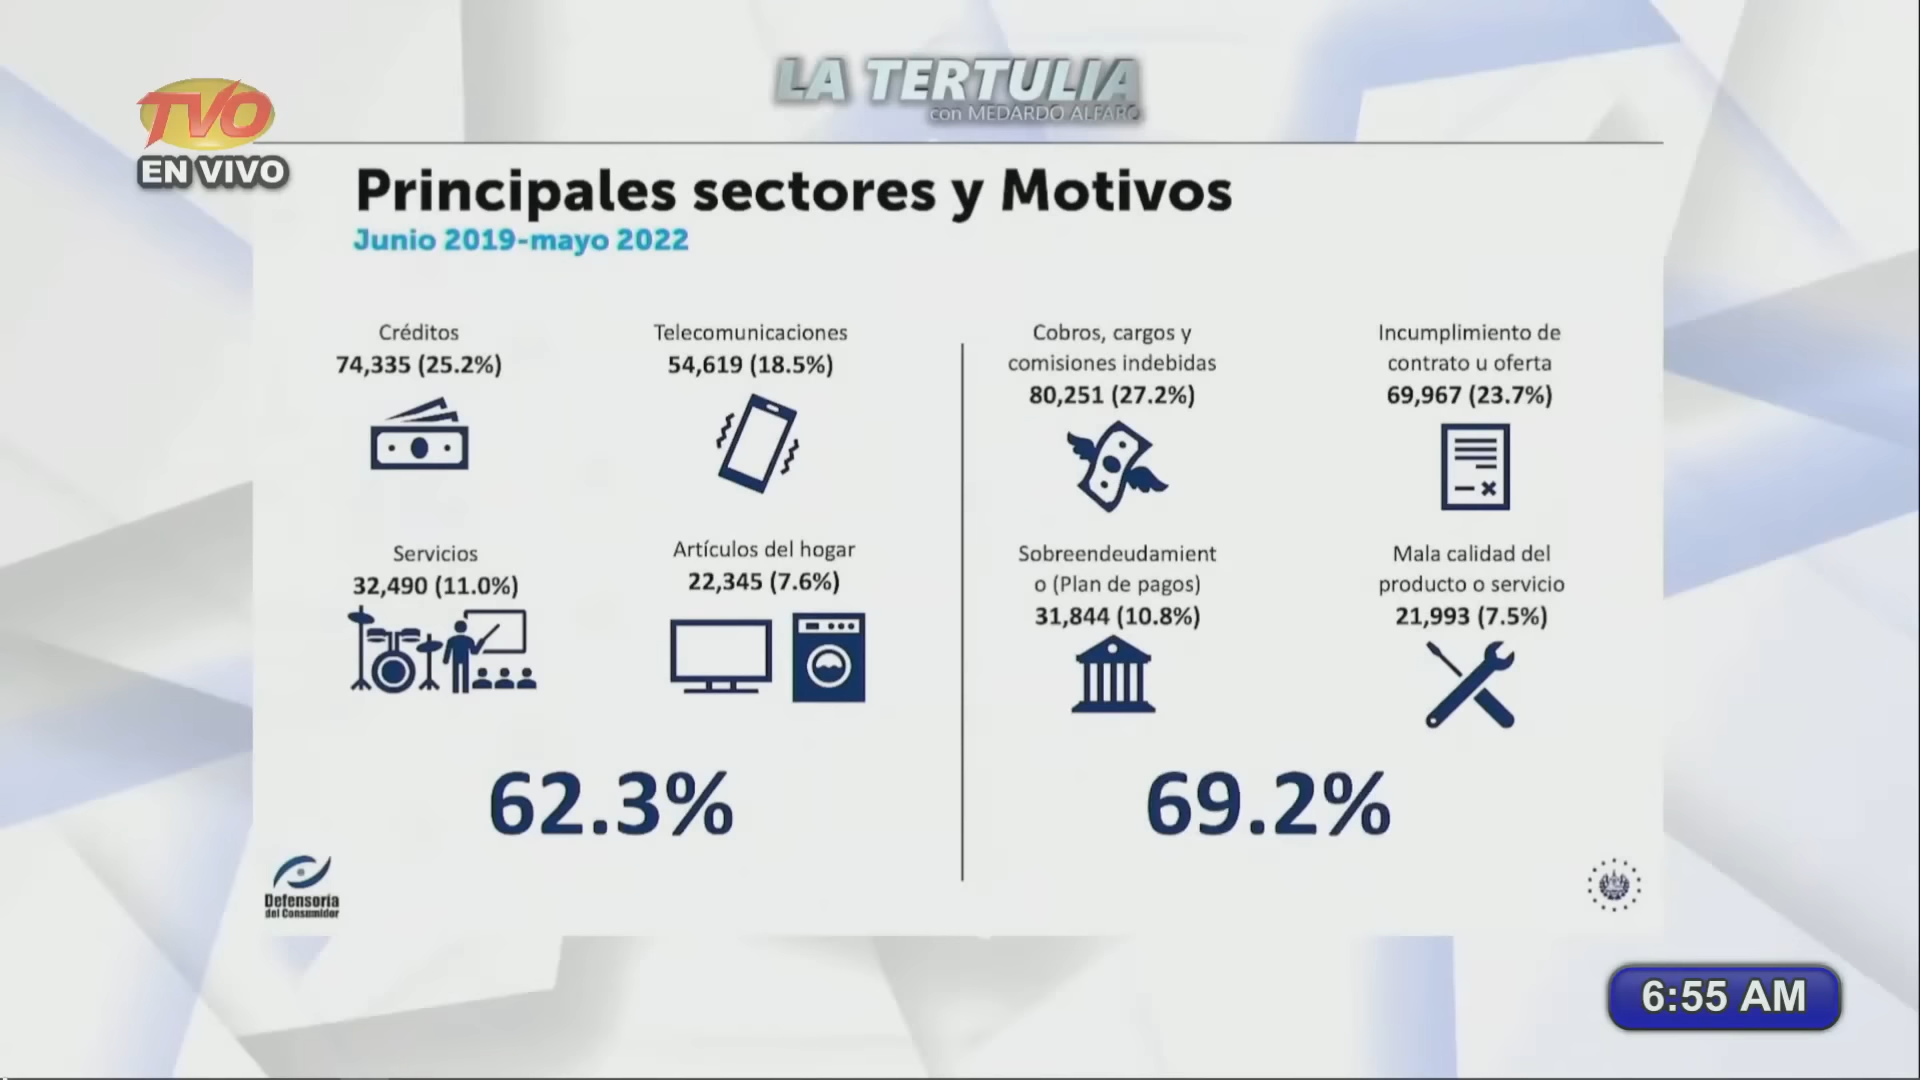 LA TERTULIA
con MEDARDO ALFARO
TVO
EN VIVO
Principales sectores y Motivos
Junio 2019-mayo 2022
Créditos
74,335 (25.2%)
Telecomunicaciones
54,619 (18.5%)
Servicios
32,490 (11.0%)
Artículos del hogar
22,345 (7.6%)
62.3%
Cobros, cargos y
comisiones indebidas
80,251 (27.2%)
Incumplimiento de
contrato u oferta
69,967 (23.7%)
Sobreendeudamient
o (Plan de pagos)
31,844 (10.8%)
Mala calidad del
producto o servicio
21,993 (7.5%)
69.2%
Defensoría
del Consumidor
6:55 AM